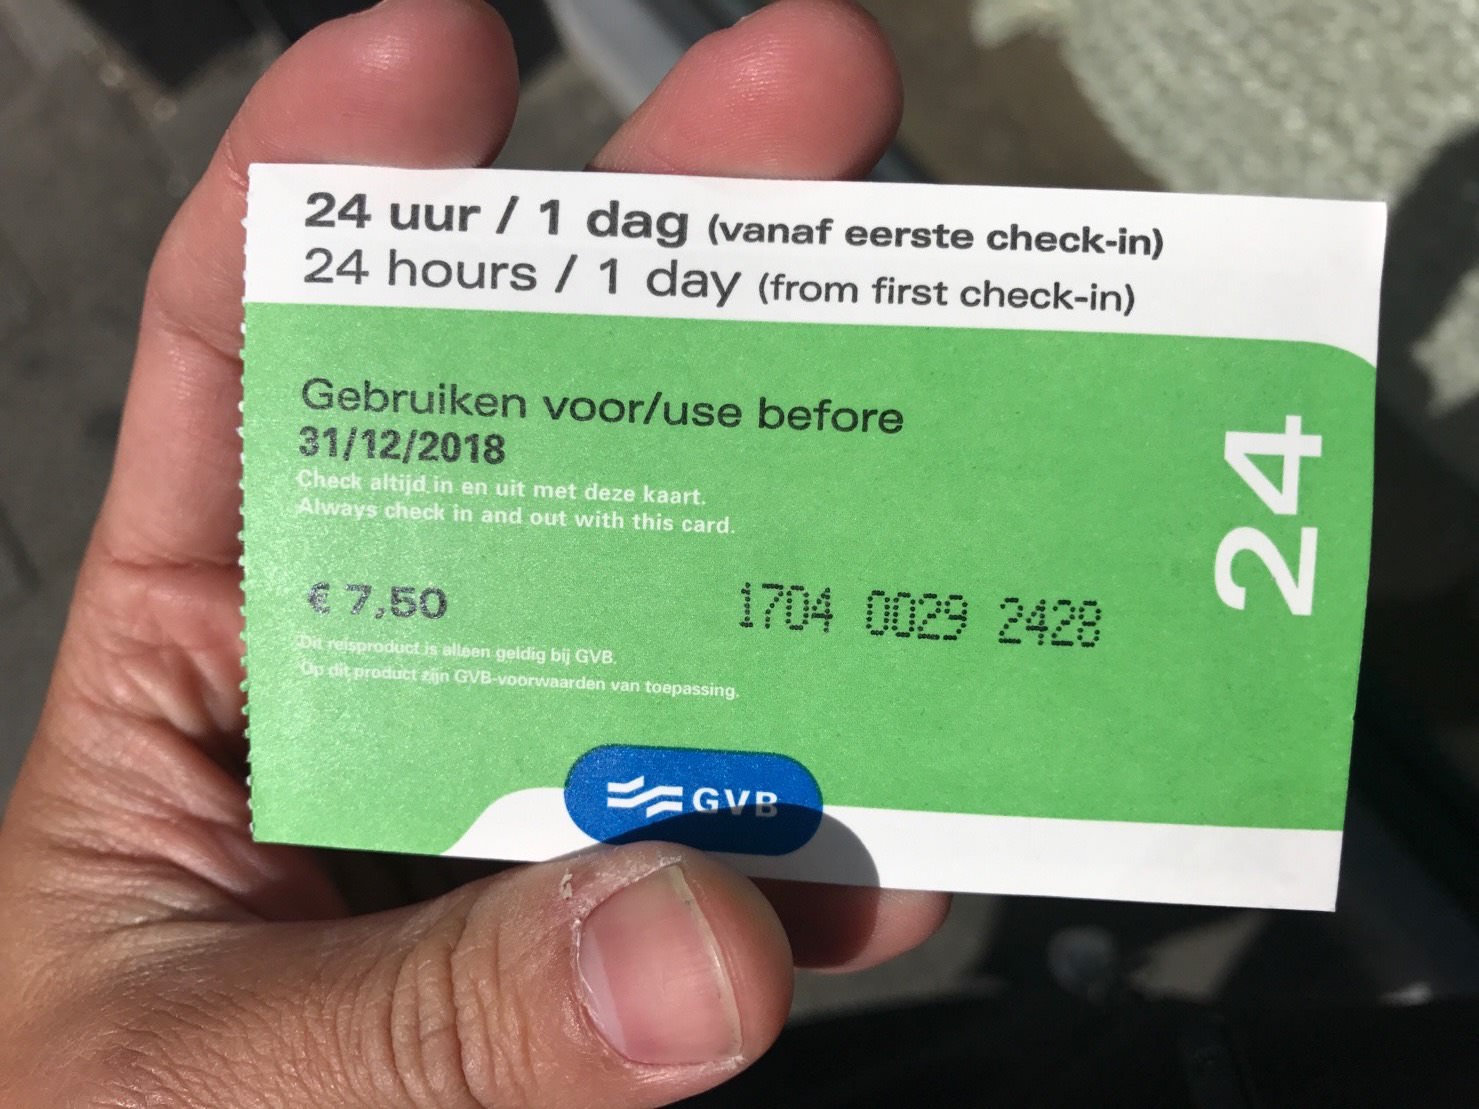 24 uur / 1 dag (vanaf eerste check-in)
24 hours / 1 day (from first check-in)
Gebruiken voor/use before
31/12/2018
Check altijd in en uit met deze kaart.
Always check in and out with this card.
€ 7,50
1704 0029 2428
Dit reisproduct is alleen geldig bij GVB.
Op dit product zijn GVB-voorwaarden van toepassing.
24
GVB